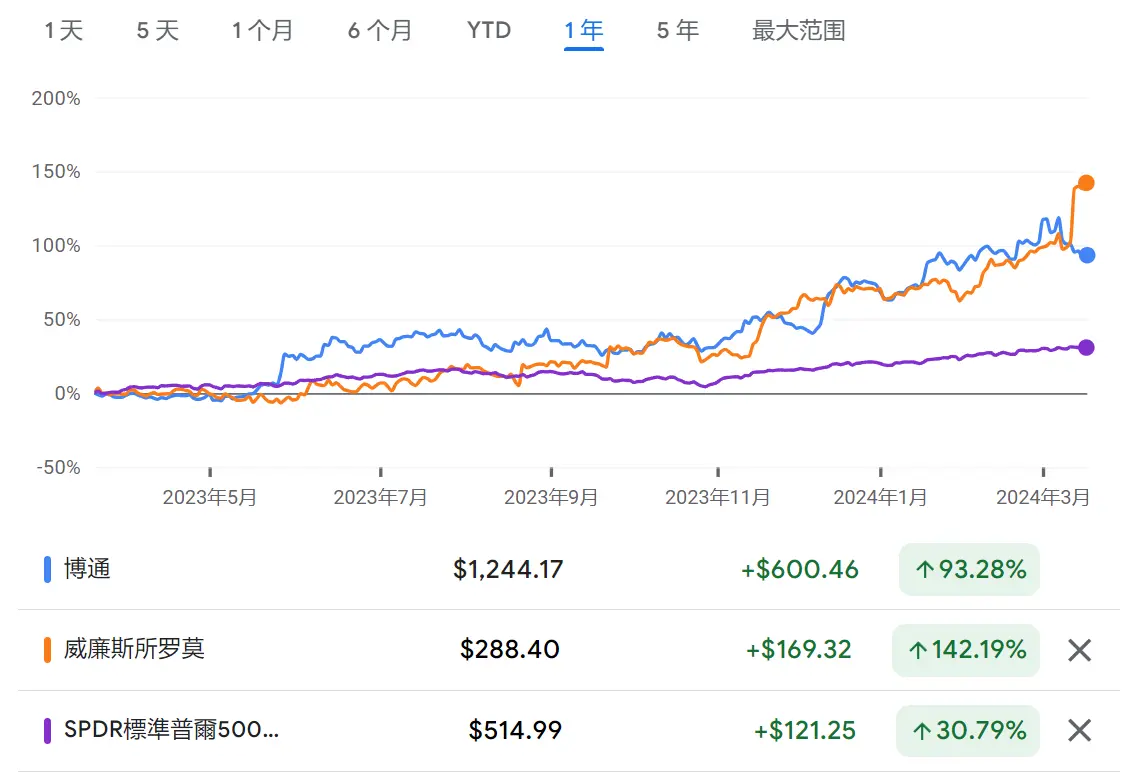 1 天 5 天 1 个月 6 个月 YTD 1 年 5 年 最大范围
200%
150%
100%
50%
0%
-50%
2023年5月 2023年7月 2023年9月 2023年11月 2024年1月 2024年3月
博通 $1,244.17 +$600.46 ↑93.28%
威廉斯所罗莫 $288.40 +$169.32 ↑142.19%
SPDR標準普爾500... $514.99 +$121.25 ↑30.79%